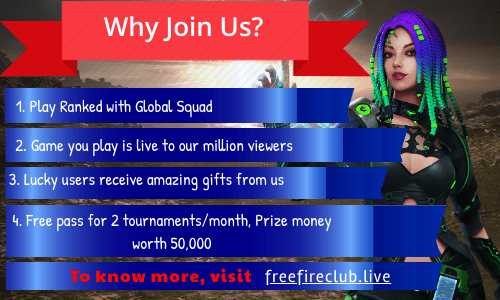 Why Join Us?
1. Play Ranked with Global Squad
2. Game you play is live to our million viewers
3. Lucky users receive amazing gifts from us
4. Free pass for 2 tournaments/month, Prize money
worth 50,000
To know more, visit freefireclub.live